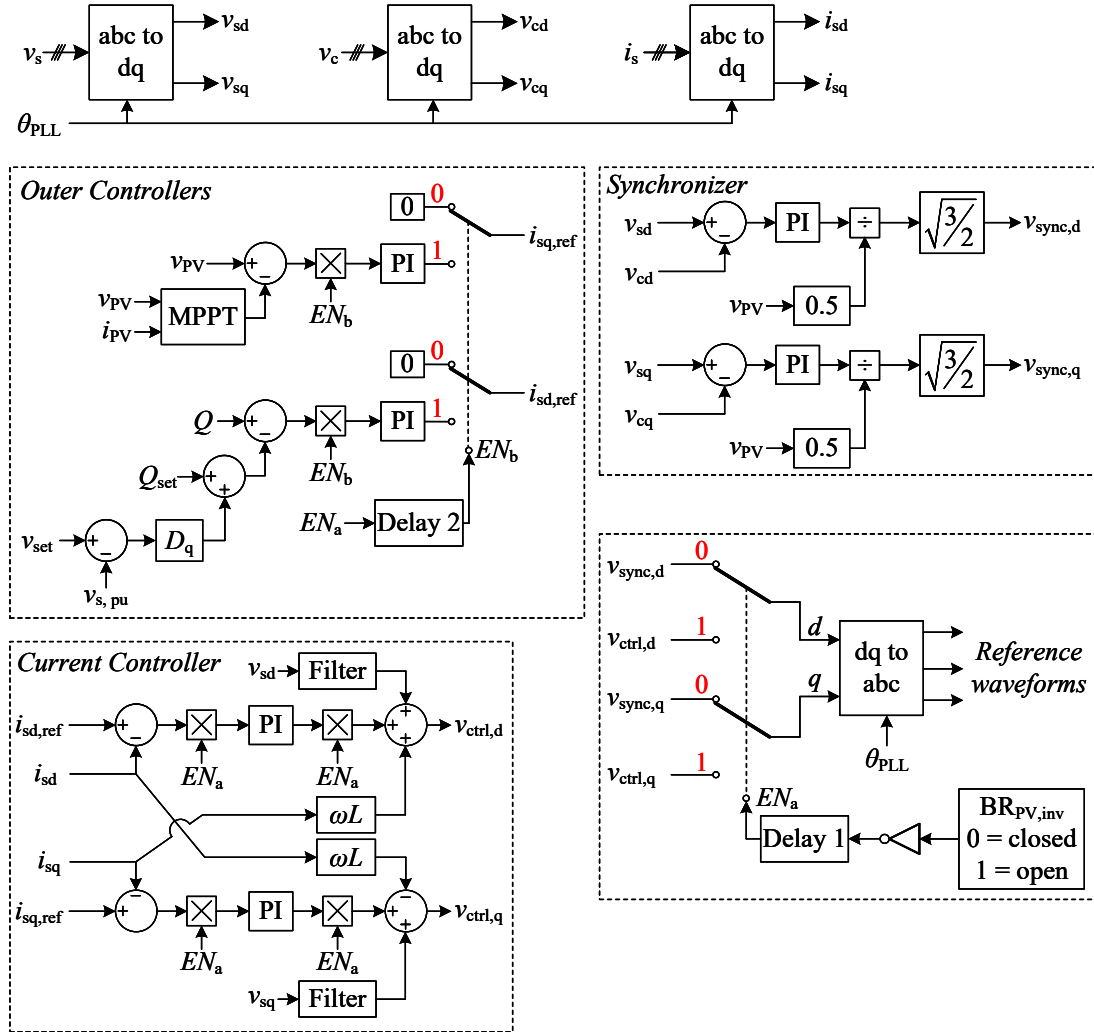 v_s abc to dq v_sd v_sq
v_c abc to dq v_cd v_cq
i_s abc to dq i_sd i_sq
θ_PLL
Outer Controllers
0 0
i_sq,ref
v_PV + − × PI 1
v_PV
i_PV
MPPT
EN_b
0 0
i_sd,ref
Q + − × PI 1
EN_b
EN_b
Q_set + +
EN_a Delay 2
v_set + − D_q
v_s, pu
Synchronizer
v_sd + − PI ÷ √3/2 v_sync,d
v_cd
v_PV 0.5
v_sq + − PI ÷ √3/2 v_sync,q
v_cq
v_PV 0.5
Current Controller
v_sd Filter
i_sd,ref + − × PI × + + + v_ctrl,d
i_sd
EN_a EN_a
ωL
i_sq
ωL
i_sq,ref + − × PI × + − + v_ctrl,q
EN_a EN_a
v_sq Filter
v_sync,d 0
v_ctrl,d 1
d
v_sync,q 0
q
v_ctrl,q 1
dq to
abc
Reference
waveforms
θ_PLL
EN_a
Delay 1
BR_PV,inv
0 = closed
1 = open